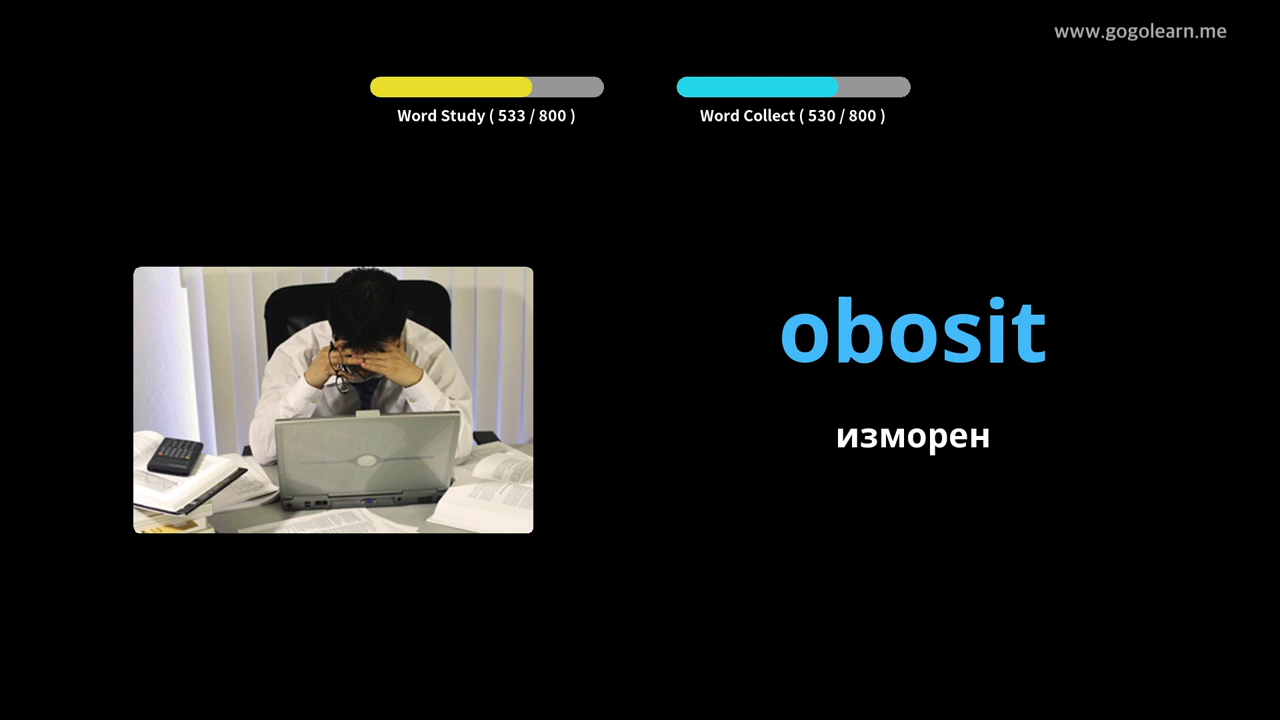 www.gogolearn.me
Word Study ( 533 / 800 )
Word Collect ( 530 / 800 )
obosit
изморен